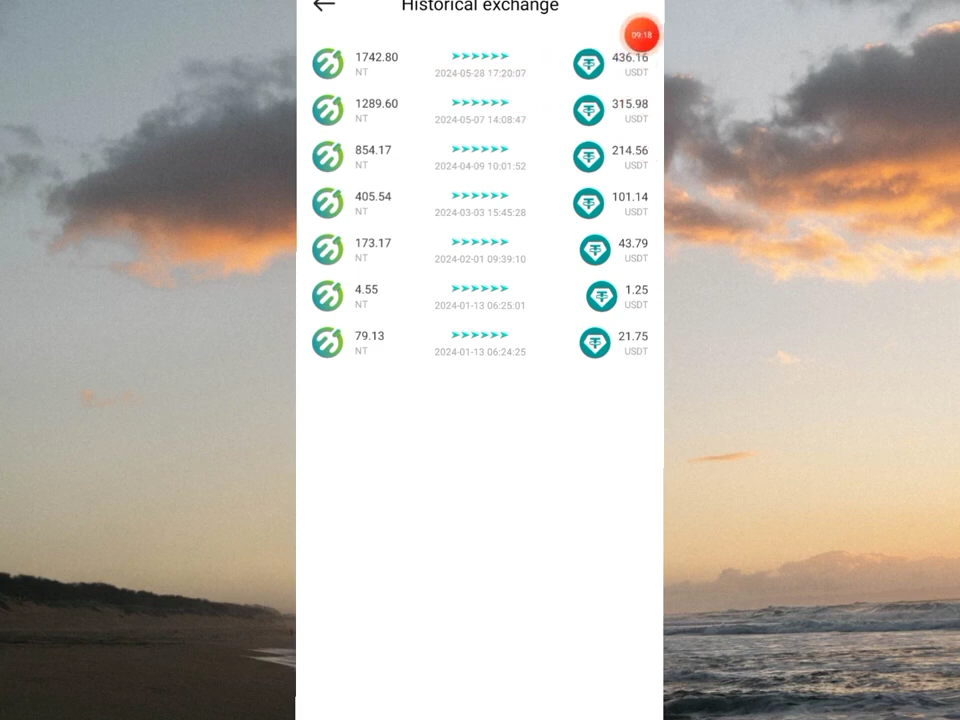 Historical exchange
09:18
1742.80
NT
2024-05-28 17:20:07
436.16
USDT
1289.60
NT
2024-05-07 14:08:47
315.98
USDT
854.17
NT
2024-04-09 10:01:52
214.56
USDT
405.54
NT
2024-03-03 15:45:28
101.14
USDT
173.17
NT
2024-02-01 09:39:10
43.79
USDT
4.55
NT
2024-01-13 06:25:01
1.25
USDT
79.13
NT
2024-01-13 06:24:25
21.75
USDT